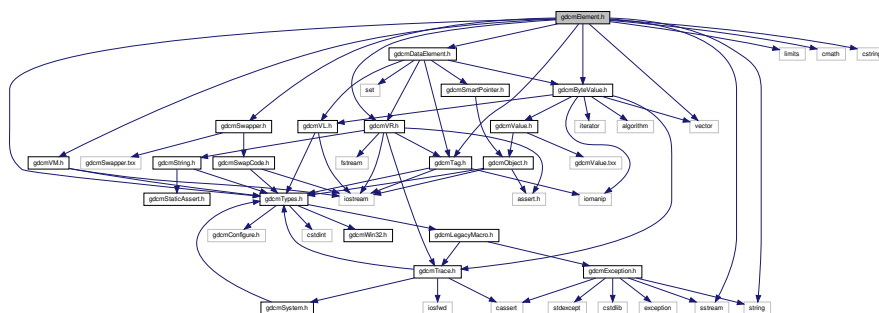 gdcmElement.h
gdcmDataElement.h
limits
cmath
cstring
set
gdcmSmartPointer.h
gdcmByteValue.h
gdcmSwapper.h
gdcmVL.h
gdcmVR.h
gdcmValue.h
iterator
algorithm
vector
gdcmVM.h
gdcmSwapper.txx
gdcmString.h
gdcmSwapCode.h
fstream
gdcmTag.h
gdcmObject.h
gdcmValue.txx
gdcmStaticAssert.h
gdcmTypes.h
iostream
assert.h
iomanip
gdcmConfigure.h
cstdint
gdcmWin32.h
gdcmLegacyMacro.h
gdcmTrace.h
gdcmException.h
gdcmSystem.h
iosfwd
cassert
stdexcept
cstdlib
exception
sstream
string